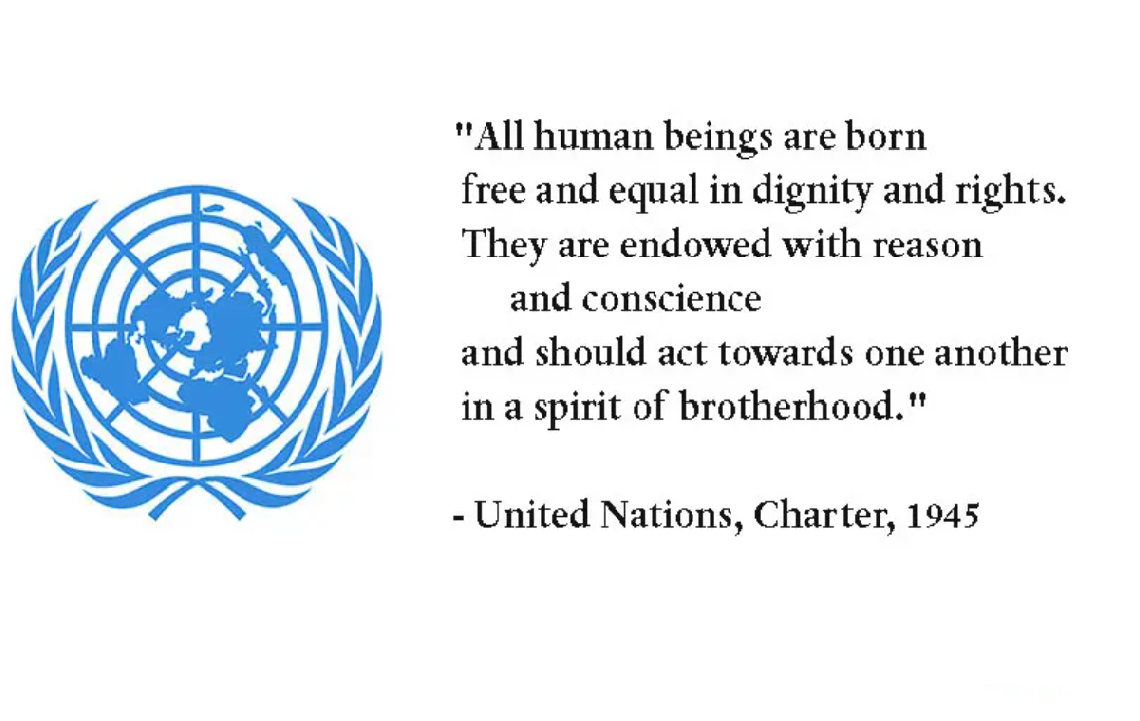 "All human beings are born
free and equal in dignity and rights.
They are endowed with reason
and conscience
and should act towards one another
in a spirit of brotherhood."
- United Nations, Charter, 1945